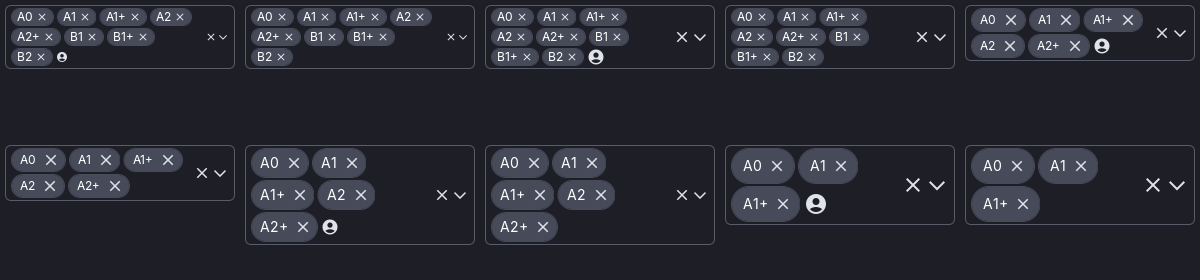 A0 A1 A1+ A2
A2+ B1 B1+
B2
A0 A1 A1+ A2
A2+ B1 B1+
B2
A0 A1 A1+
A2 A2+ B1
B1+ B2
A0 A1 A1+
A2 A2+ B1
B1+ B2
A0 A1 A1+
A2 A2+
A0 A1 A1+
A2 A2+
A0 A1
A1+ A2
A2+
A0 A1
A1+ A2
A2+
A0 A1
A1+
A0 A1
A1+